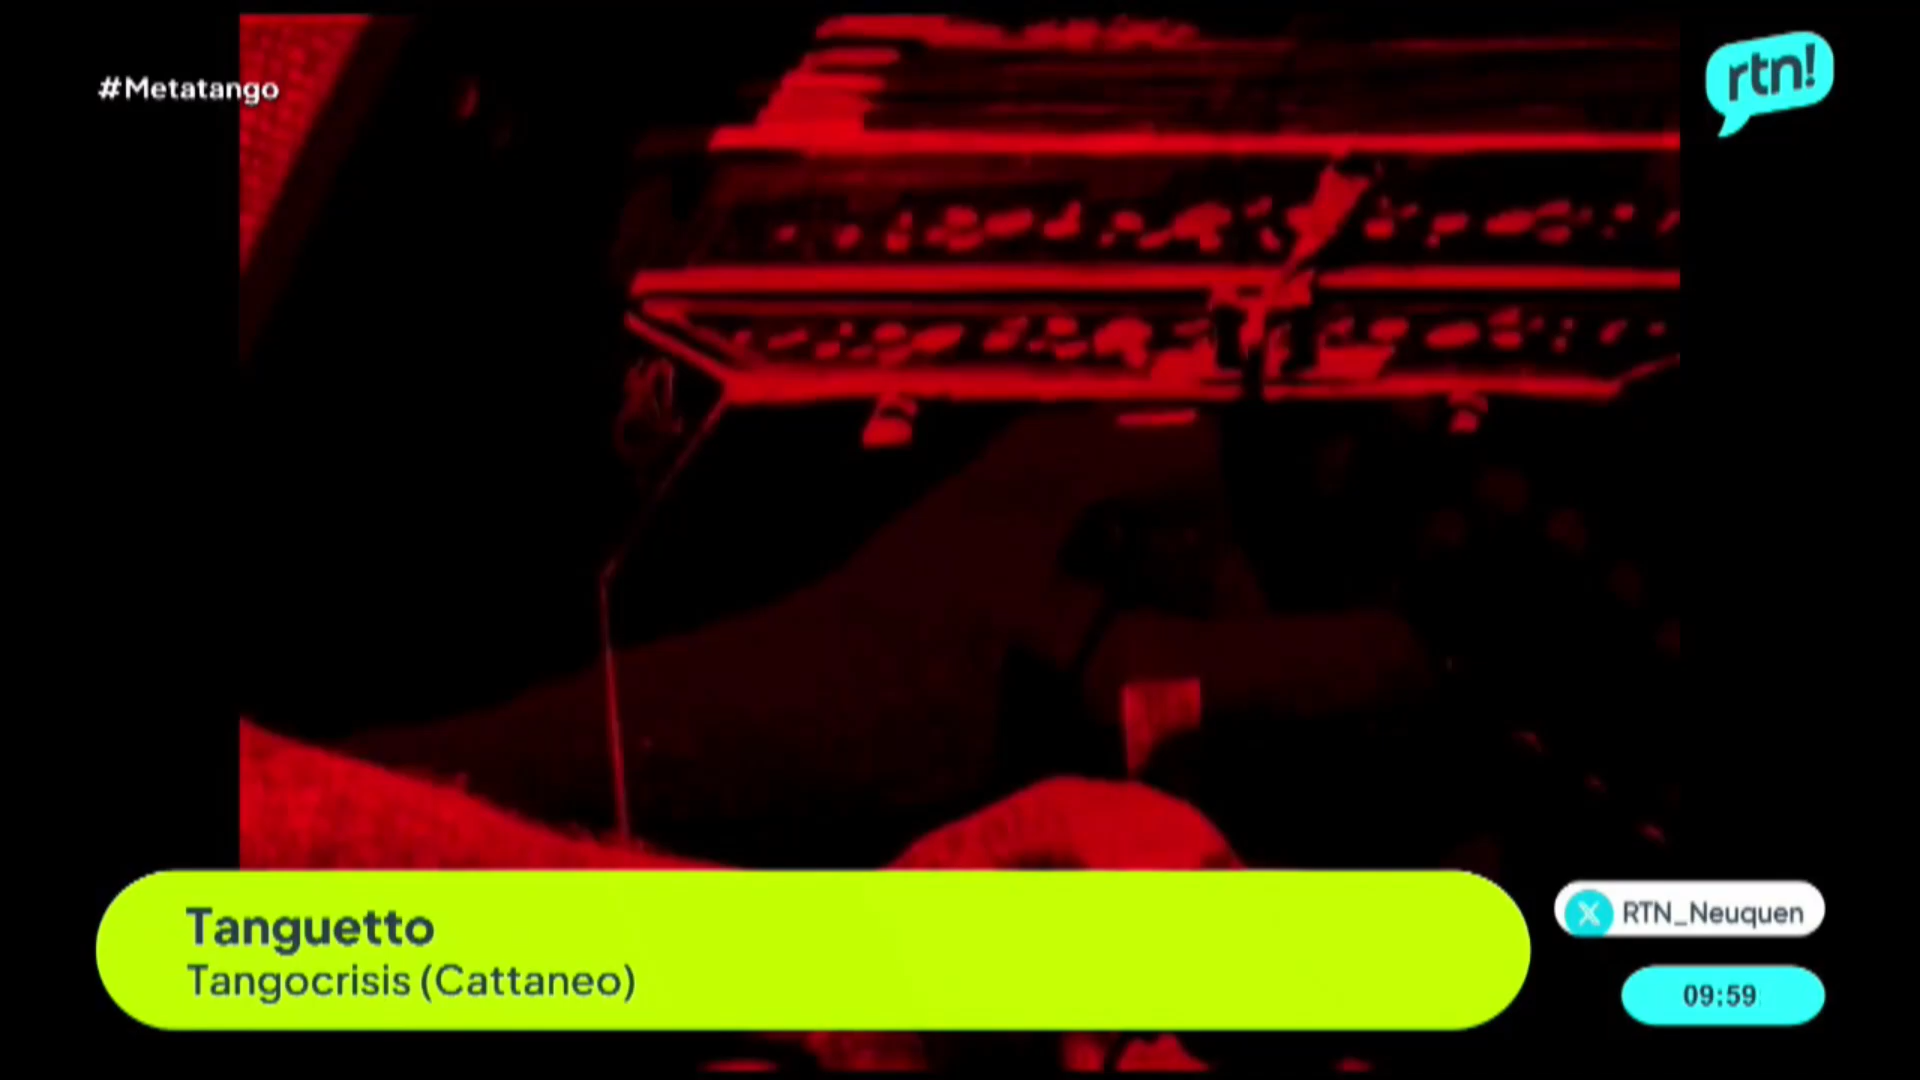 #Metatango
rtn!
Tanguetto
Tangocrisis (Cattaneo)
X RTN_Neuquen
09:59